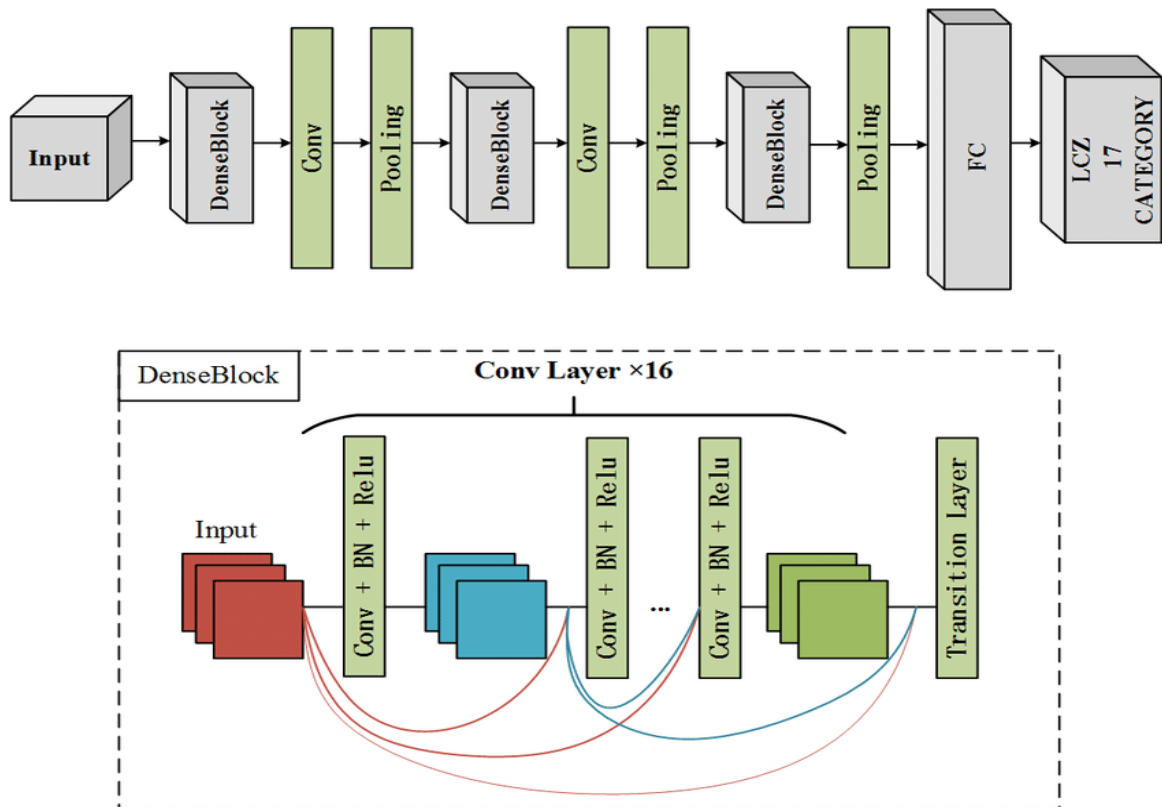 Input
DenseBlock
Conv
Pooling
DenseBlock
Conv
Pooling
DenseBlock
Pooling
FC
LCZ
17
CATEGORY
DenseBlock
Conv Layer ×16
Input
Conv + BN + Relu
Conv + BN + Relu
...
Conv + BN + Relu
Transition Layer